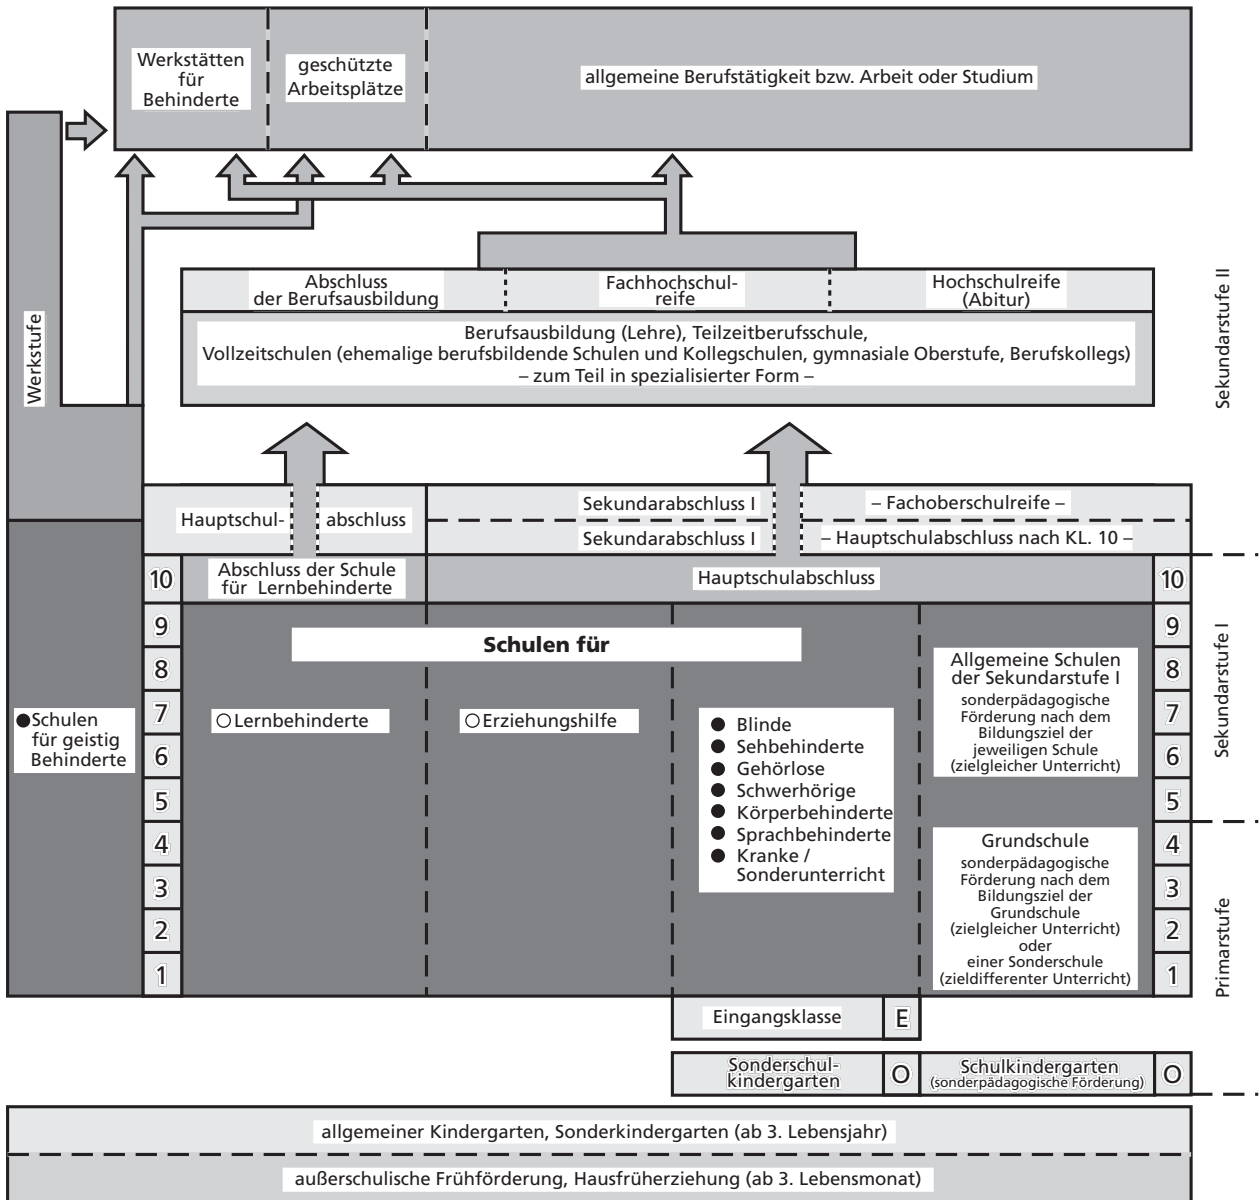 Werkstätten
für
Behinderte
geschützte
Arbeitsplätze
allgemeine Berufstätigkeit bzw. Arbeit oder Studium
Werkstufe
Abschluss
der Berufsausbildung
Fachhochschul-
reife
Hochschulreife
(Abitur)
Berufsausbildung (Lehre), Teilzeitberufsschule,
Vollzeitschulen (ehemalige berufsbildende Schulen und Kollegschulen, gymnasiale Oberstufe, Berufskollegs)
– zum Teil in spezialisierter Form –
Sekundarstufe II
Hauptschul- abschluss
Sekundarabschluss I – Fachoberschulreife –
Sekundarabschluss I – Hauptschulabschluss nach KL. 10 –
10
Abschluss der Schule
für Lernbehinderte
Hauptschulabschluss
10
9
8
7
6
5
4
3
2
1
Schulen für
● Schulen
für geistig
Behinderte
○ Lernbehinderte
○ Erziehungshilfe
● Blinde
● Sehbehinderte
● Gehörlose
● Schwerhörige
● Körperbehinderte
● Sprachbehinderte
● Kranke /
Sonderunterricht
Allgemeine Schulen
der Sekundarstufe I
sonderpädagogische
Förderung nach dem
Bildungsziel der
jeweiligen Schule
(zielgleicher Unterricht)
Grundschule
sonderpädagogische
Förderung nach dem
Bildungsziel der
Grundschule
(zielgleicher Unterricht)
oder
einer Sonderschule
(zieldifferenter Unterricht)
9
8
7
6
5
4
3
2
1
Sekundarstufe I
Primarstufe
Eingangsklasse E
Sonderschul-
kindergarten
O
Schulkindergarten
(sonderpädagogische Förderung)
O
allgemeiner Kindergarten, Sonderkindergarten (ab 3. Lebensjahr)
außerschulische Frühförderung, Hausfrüherziehung (ab 3. Lebensmonat)